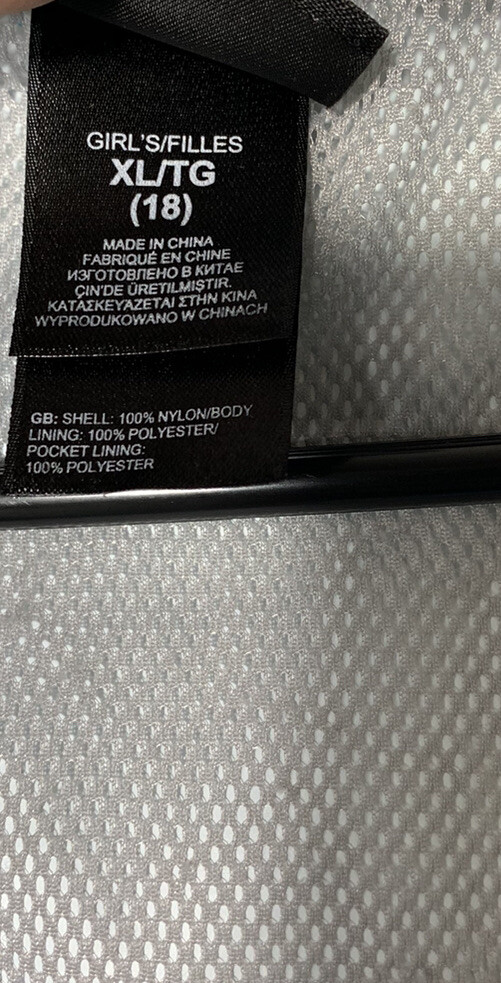 GIRL'S/FILLES
XL/TG
(18)
MADE IN CHINA
FABRIQUÉ EN CHINE
ИЗГОТОВЛЕНО В КИТАЕ
ÇIN'DE ÜRETILMIŞTIR.
ΚΑΤΑΣΚΕΥΑΖΕΤΑΙ ΣΤΗΝ ΚΙΝΑ
WYPRODUKOWANO W CHINACH
GB: SHELL: 100% NYLON/BODY
LINING: 100% POLYESTER/
POCKET LINING:
100% POLYESTER